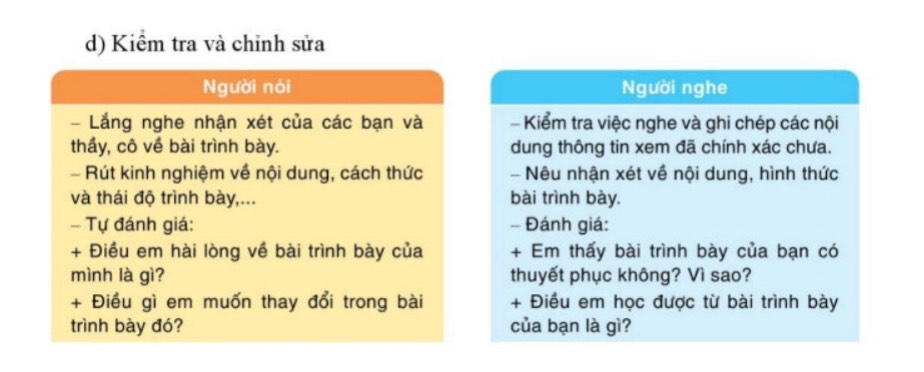 d) Kiểm tra và chỉnh sửa
Người nói
– Lắng nghe nhận xét của các bạn và
thầy, cô về bài trình bày.
– Rút kinh nghiệm về nội dung, cách thức
và thái độ trình bày,...
– Tự đánh giá:
+ Điều em hài lòng về bài trình bày của
mình là gì?
+ Điều gì em muốn thay đổi trong bài
trình bày đó?
Người nghe
– Kiểm tra việc nghe và ghi chép các nội
dung thông tin xem đã chính xác chưa.
– Nêu nhận xét về nội dung, hình thức
bài trình bày.
– Đánh giá:
+ Em thấy bài trình bày của bạn có
thuyết phục không? Vì sao?
+ Điều em học được từ bài trình bày
của bạn là gì?